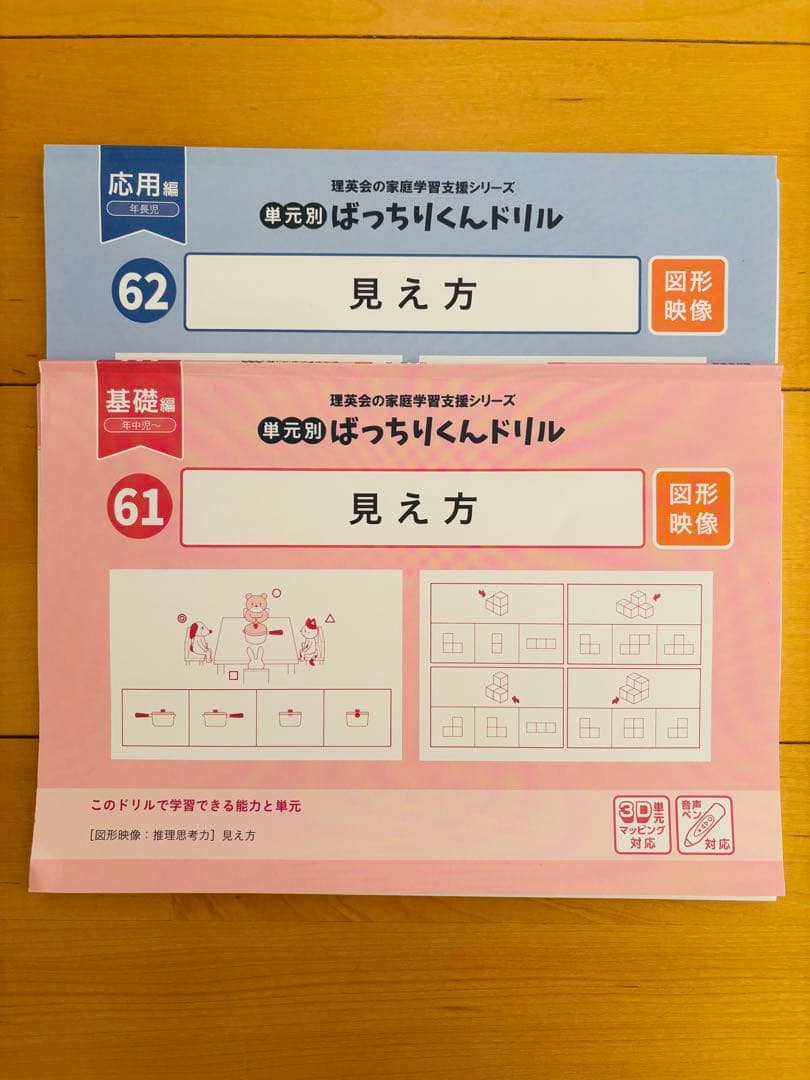 応用編
年長児
理英会の家庭学習支援シリーズ
単元別 ばっちりくんドリル
62
見え方
図形
映像
基礎編
年中児~
理英会の家庭学習支援シリーズ
単元別 ばっちりくんドリル
61
見え方
図形
映像
このドリルで学習できる能力と単元
[図形映像:推理思考力] 見え方
3D単元
マッピング
対応
音声
ペン
対応